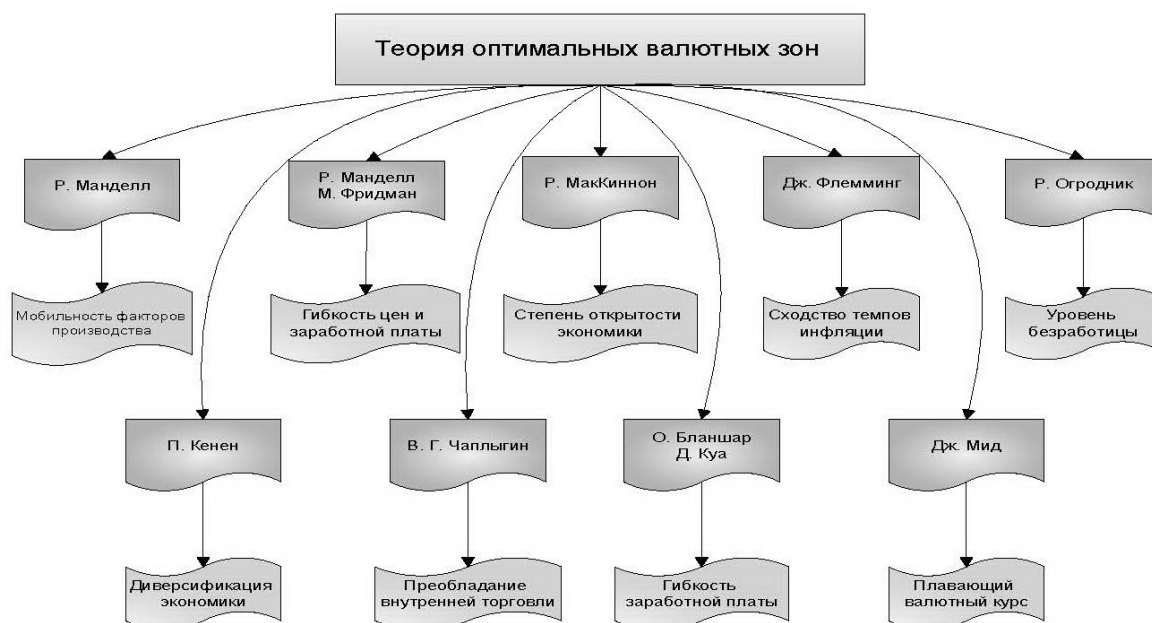 Теория оптимальных валютных зон
Р. Манделл
Р. Манделл
М. Фридман
Р. МакКиннон
Дж. Флемминг
Р. Огродник
Мобильность факторов
производства
Гибкость цен и
заработной платы
Степень открытости
экономики
Сходство темпов
инфляции
Уровень
безработицы
П. Кенен
В. Г. Чаплыгин
О. Бланшар
Д. Куа
Дж. Мид
Диверсификация
экономики
Преобладание
внутренней торговли
Гибкость
заработной платы
Плавающий
валютный курс